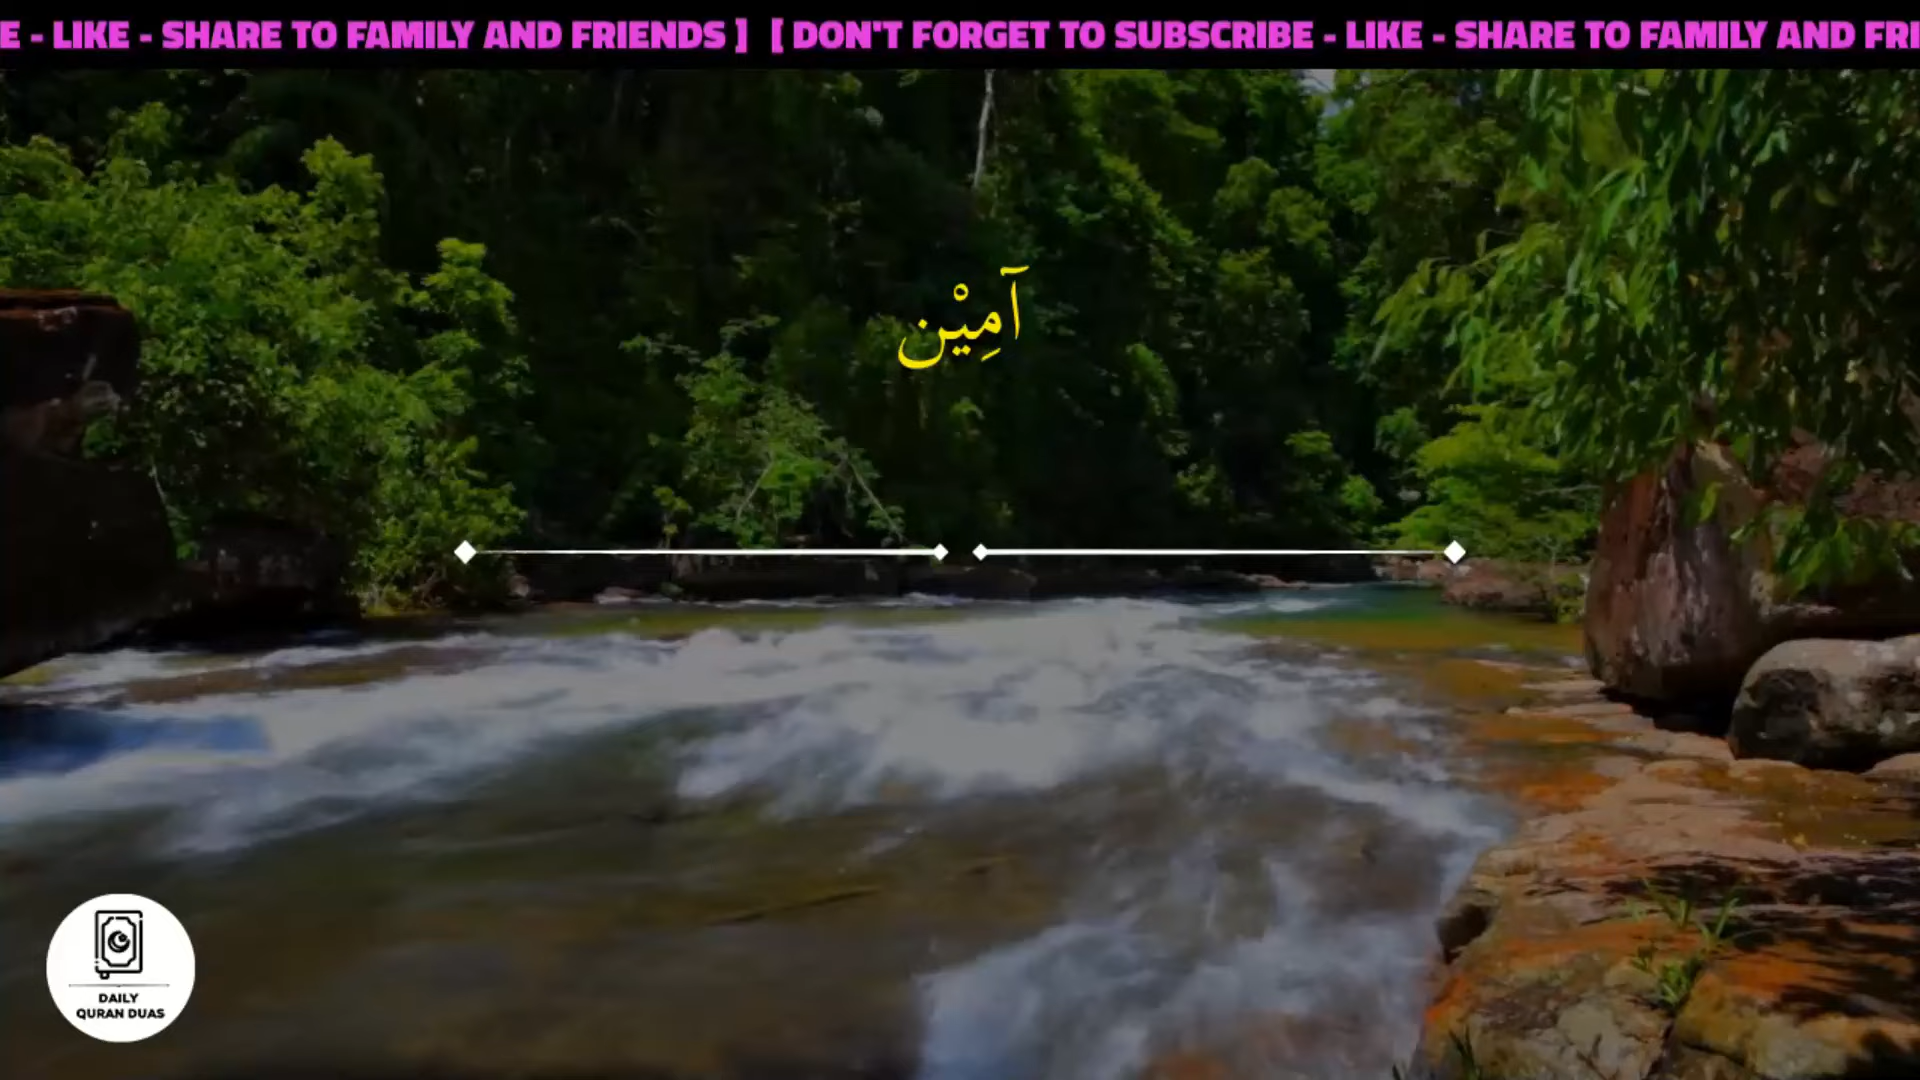 E - LIKE - SHARE TO FAMILY AND FRIENDS ] [ DON'T FORGET TO SUBSCRIBE - LIKE - SHARE TO FAMILY AND FRI
آمِيْن
DAILY
QURAN DUAS